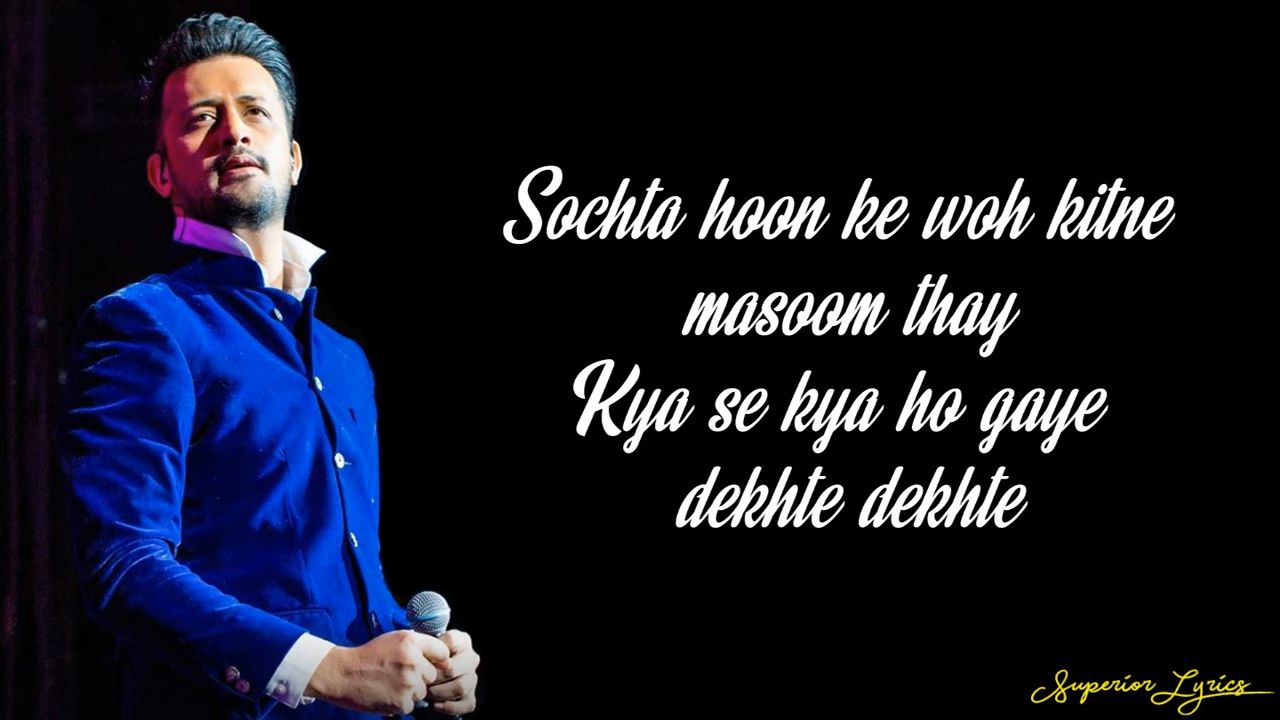 Sochta hoon ke woh kitne
masoom thay
Kya se kya ho gaye
dekhte dekhte
Superior Lyrics